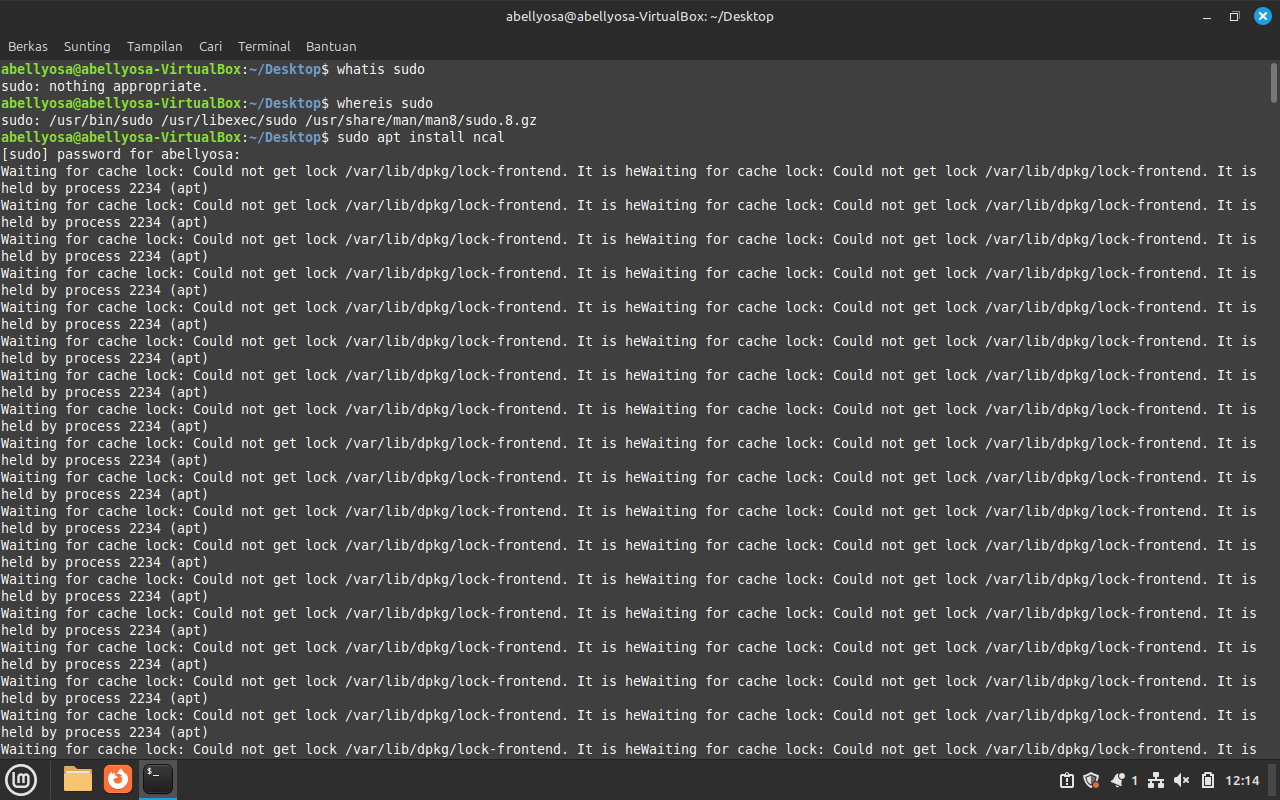 abellyosa@abellyosa-VirtualBox: ~/Desktop
Berkas Sunting Tampilan Cari Terminal Bantuan
abellyosa@abellyosa-VirtualBox:~/Desktop$ whatis sudo
sudo: nothing appropriate.
abellyosa@abellyosa-VirtualBox:~/Desktop$ whereis sudo
sudo: /usr/bin/sudo /usr/libexec/sudo /usr/share/man/man8/sudo.8.gz
abellyosa@abellyosa-VirtualBox:~/Desktop$ sudo apt install ncal
[sudo] password for abellyosa:
Waiting for cache lock: Could not get lock /var/lib/dpkg/lock-frontend. It is heWaiting for cache lock: Could not get lock /var/lib/dpkg/lock-frontend. It is
held by process 2234 (apt)
Waiting for cache lock: Could not get lock /var/lib/dpkg/lock-frontend. It is heWaiting for cache lock: Could not get lock /var/lib/dpkg/lock-frontend. It is
held by process 2234 (apt)
Waiting for cache lock: Could not get lock /var/lib/dpkg/lock-frontend. It is heWaiting for cache lock: Could not get lock /var/lib/dpkg/lock-frontend. It is
held by process 2234 (apt)
Waiting for cache lock: Could not get lock /var/lib/dpkg/lock-frontend. It is heWaiting for cache lock: Could not get lock /var/lib/dpkg/lock-frontend. It is
held by process 2234 (apt)
Waiting for cache lock: Could not get lock /var/lib/dpkg/lock-frontend. It is heWaiting for cache lock: Could not get lock /var/lib/dpkg/lock-frontend. It is
held by process 2234 (apt)
Waiting for cache lock: Could not get lock /var/lib/dpkg/lock-frontend. It is heWaiting for cache lock: Could not get lock /var/lib/dpkg/lock-frontend. It is
held by process 2234 (apt)
Waiting for cache lock: Could not get lock /var/lib/dpkg/lock-frontend. It is heWaiting for cache lock: Could not get lock /var/lib/dpkg/lock-frontend. It is
held by process 2234 (apt)
Waiting for cache lock: Could not get lock /var/lib/dpkg/lock-frontend. It is heWaiting for cache lock: Could not get lock /var/lib/dpkg/lock-frontend. It is
held by process 2234 (apt)
Waiting for cache lock: Could not get lock /var/lib/dpkg/lock-frontend. It is heWaiting for cache lock: Could not get lock /var/lib/dpkg/lock-frontend. It is
held by process 2234 (apt)
Waiting for cache lock: Could not get lock /var/lib/dpkg/lock-frontend. It is heWaiting for cache lock: Could not get lock /var/lib/dpkg/lock-frontend. It is
held by process 2234 (apt)
Waiting for cache lock: Could not get lock /var/lib/dpkg/lock-frontend. It is heWaiting for cache lock: Could not get lock /var/lib/dpkg/lock-frontend. It is
held by process 2234 (apt)
Waiting for cache lock: Could not get lock /var/lib/dpkg/lock-frontend. It is heWaiting for cache lock: Could not get lock /var/lib/dpkg/lock-frontend. It is
held by process 2234 (apt)
Waiting for cache lock: Could not get lock /var/lib/dpkg/lock-frontend. It is heWaiting for cache lock: Could not get lock /var/lib/dpkg/lock-frontend. It is
held by process 2234 (apt)
Waiting for cache lock: Could not get lock /var/lib/dpkg/lock-frontend. It is heWaiting for cache lock: Could not get lock /var/lib/dpkg/lock-frontend. It is
held by process 2234 (apt)
Waiting for cache lock: Could not get lock /var/lib/dpkg/lock-frontend. It is heWaiting for cache lock: Could not get lock /var/lib/dpkg/lock-frontend. It is
held by process 2234 (apt)
Waiting for cache lock: Could not get lock /var/lib/dpkg/lock-frontend. It is heWaiting for cache lock: Could not get lock /var/lib/dpkg/lock-frontend. It is
held by process 2234 (apt)
Waiting for cache lock: Could not get lock /var/lib/dpkg/lock-frontend. It is heWaiting for cache lock: Could not get lock /var/lib/dpkg/lock-frontend. It is
held by process 2234 (apt)
Waiting for cache lock: Could not get lock /var/lib/dpkg/lock-frontend. It is heWaiting for cache lock: Could not get lock /var/lib/dpkg/lock-frontend. It is
1 12:14